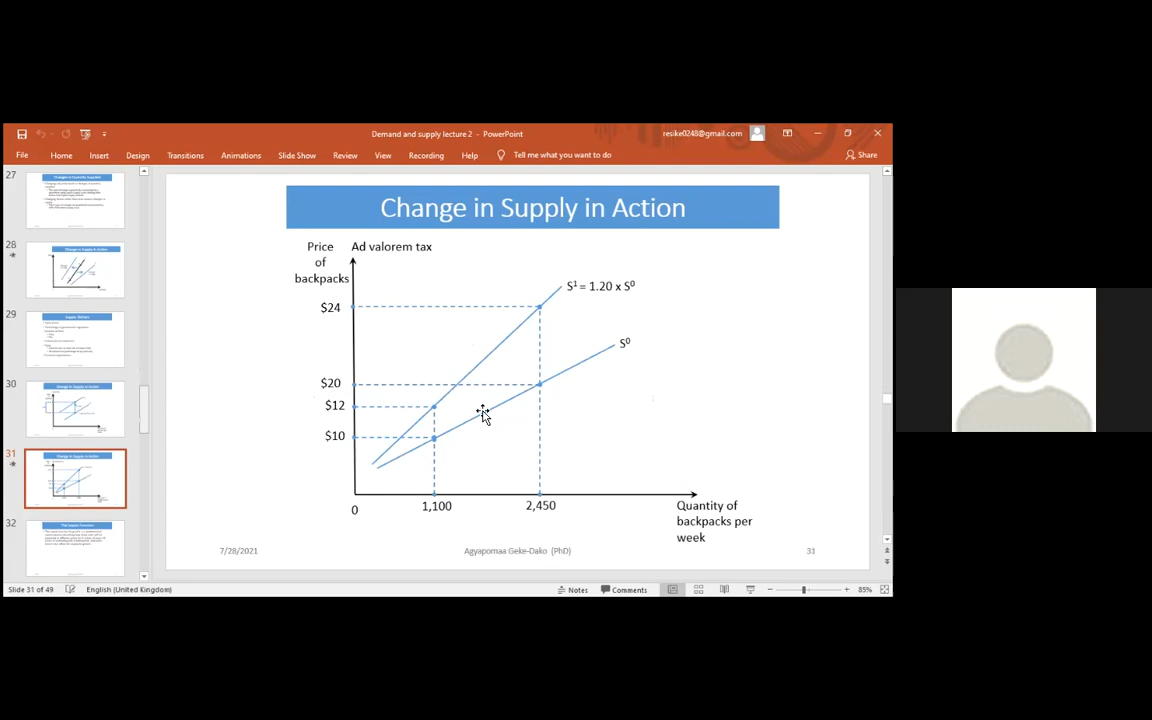 Demand and supply lecture 2 - PowerPoint
resike0248@gmail.com
File Home Insert Design Transitions Animations Slide Show Review View Recording Help Tell me what you want to do Share
27
28
29
30
31
32
Change in Supply in Action
Price
of
backpacks
Ad valorem tax
S¹ = 1.20 x S⁰
$24
S⁰
$20
$12
$10
0
1,100
2,450
Quantity of
backpacks per
week
7/28/2021
Agyapomaa Geke-Dako (PhD)
31
Slide 31 of 49 English (United Kingdom) Notes Comments 85%